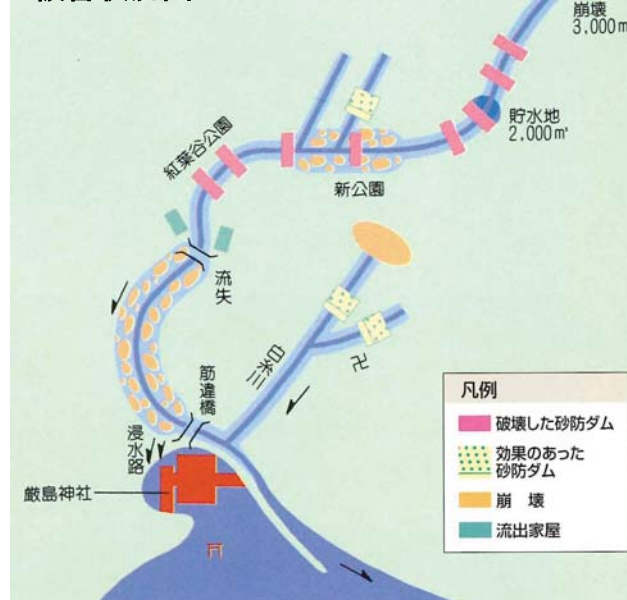 崩壊
3,000㎥
貯水地
2,000㎥
紅葉谷公園
新公園
流失
白糸川
卍
筋違橋
浸水路
厳島神社
凡例
破壊した砂防ダム
効果のあった
砂防ダム
崩 壊
流出家屋